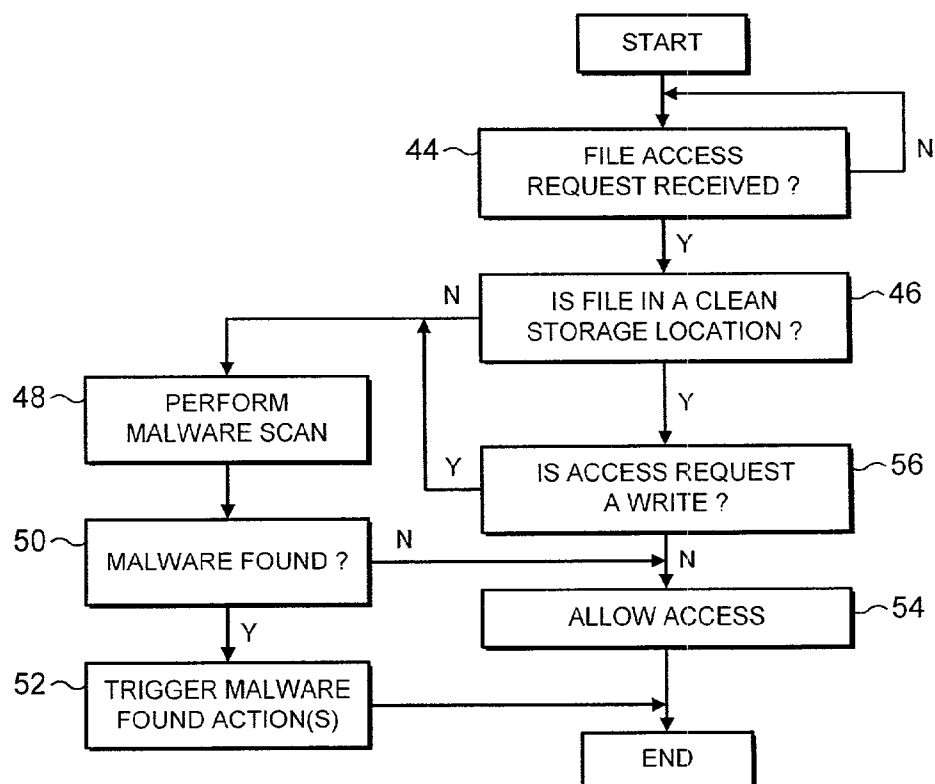 START
44
FILE ACCESS
REQUEST RECEIVED ?
N
Y
46
IS FILE IN A CLEAN
STORAGE LOCATION ?
N
Y
48
PERFORM
MALWARE SCAN
56
IS ACCESS REQUEST
A WRITE ?
Y
N
50
MALWARE FOUND ?
N
Y
54
ALLOW ACCESS
52
TRIGGER MALWARE
FOUND ACTION(S)
END